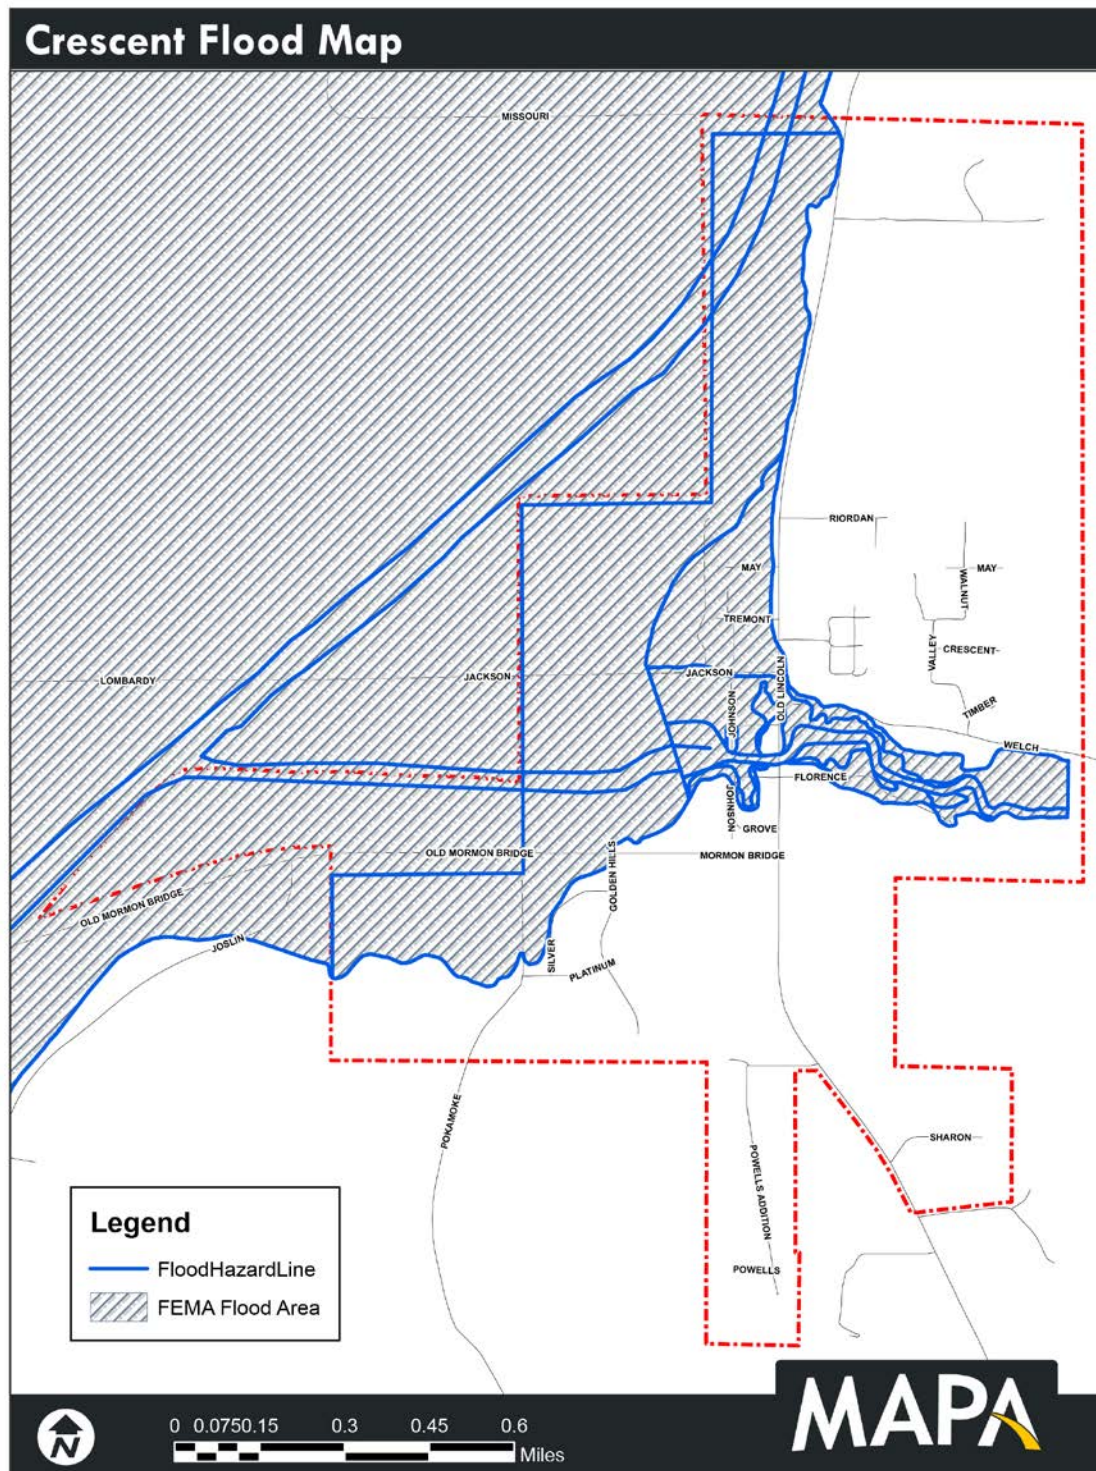 Crescent Flood Map
MISSOURI
RIORDAN
MAY
MAY
WALNUT
TREMONT
VALLEY
CRESCENT
LOMBARDY
JACKSON
JACKSON
OLD LINCOLN
JOHNSON
TIMBER
WELCH
FLORENCE
JOHNSON
GROVE
OLD MORMON BRIDGE
MORMON BRIDGE
GOLDEN HILLS
OLD MORMON BRIDGE
JOSLIN
SILVER
PLATINUM
POKAMOKE
SHARON
POWELLS ADDITION
POWELLS
Legend
FloodHazardLine
FEMA Flood Area
N
0 0.075 0.15 0.3 0.45 0.6
Miles
MAPA